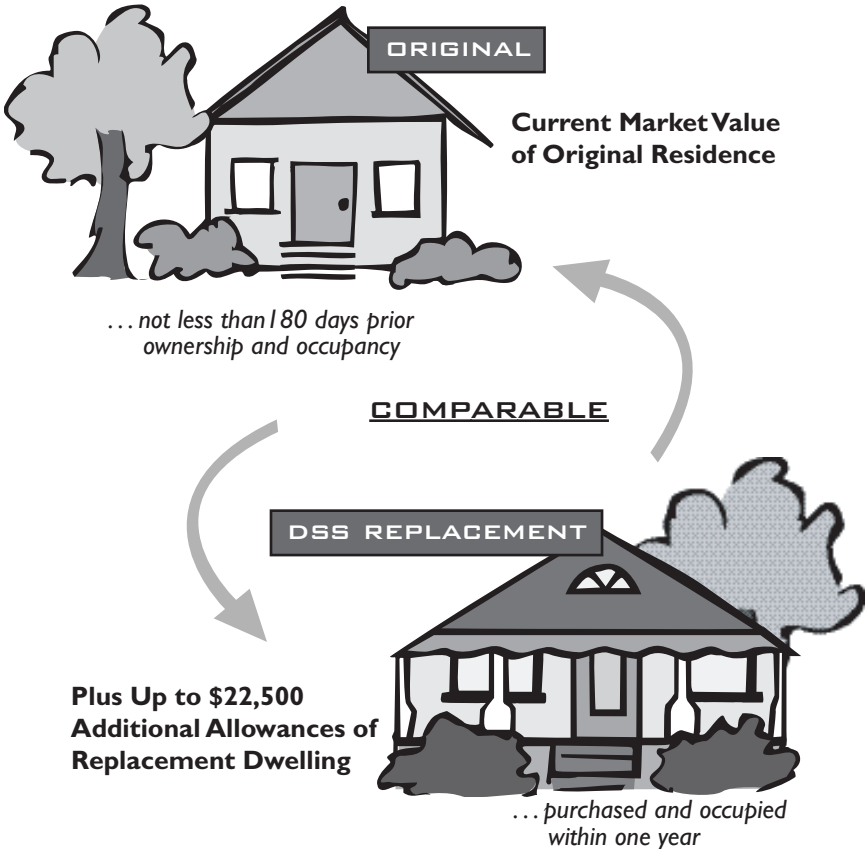 ORIGINAL
Current Market Value
of Original Residence
...not less than 180 days prior
ownership and occupancy
COMPARABLE
DSS REPLACEMENT
Plus Up to $22,500
Additional Allowances of
Replacement Dwelling
...purchased and occupied
within one year